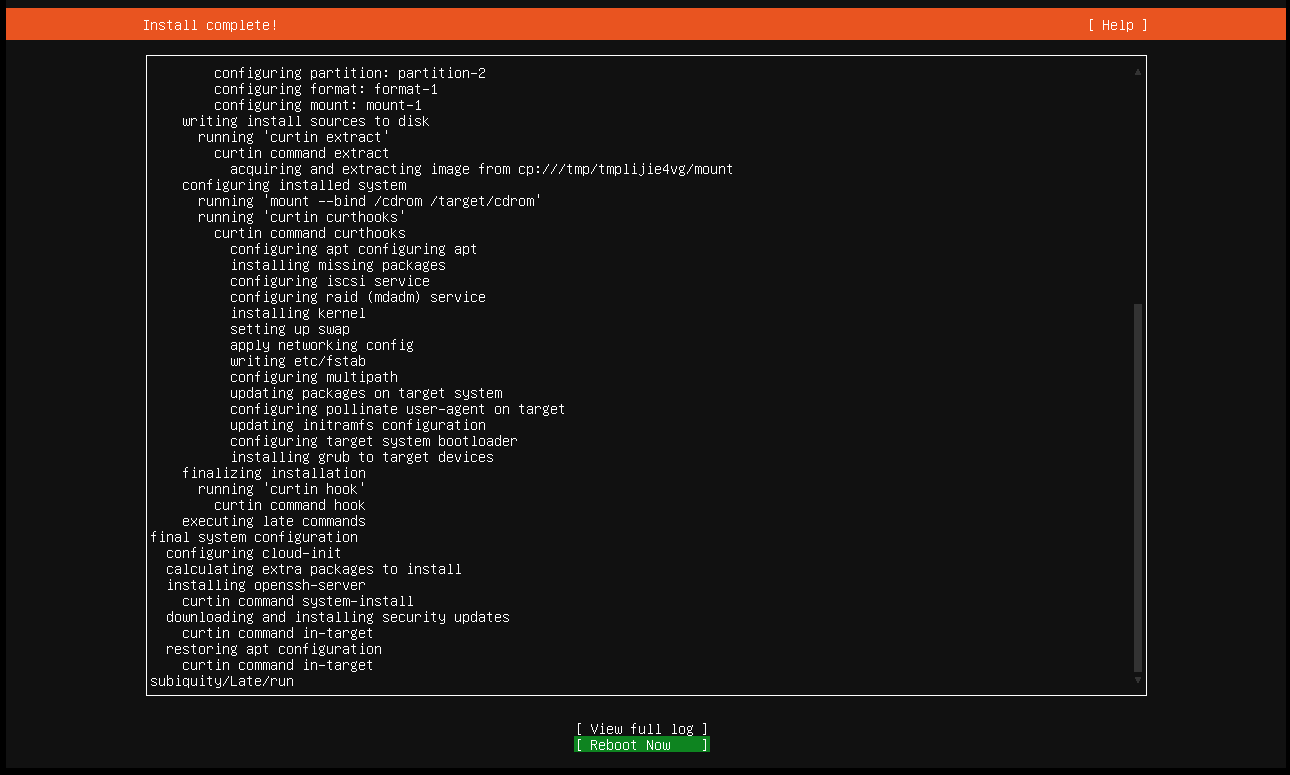 Install complete!
[ Help ]
configuring partition: partition-2
configuring format: format-1
configuring mount: mount-1
writing install sources to disk
running 'curtin extract'
curtin command extract
acquiring and extracting image from cp:///tmp/tmplijie4vg/mount
configuring installed system
running 'mount --bind /cdrom /target/cdrom'
running 'curtin curthooks'
curtin command curthooks
configuring apt configuring apt
installing missing packages
configuring iscsi service
configuring raid (mdadm) service
installing kernel
setting up swap
apply networking config
writing etc/fstab
configuring multipath
updating packages on target system
configuring pollinate user-agent on target
updating initramfs configuration
configuring target system bootloader
installing grub to target devices
finalizing installation
running 'curtin hook'
curtin command hook
executing late commands
final system configuration
configuring cloud-init
calculating extra packages to install
installing openssh-server
curtin command system-install
downloading and installing security updates
curtin command in-target
restoring apt configuration
curtin command in-target
subiquity/Late/run
[ View full log ]
[ Reboot Now ]